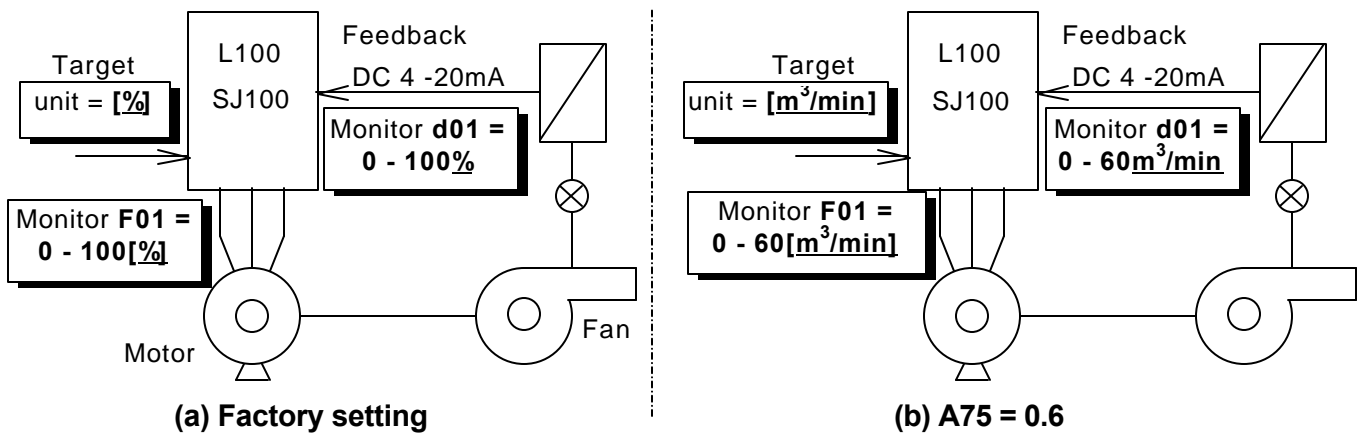 Target
unit = [%]
L100
SJ100
Feedback
DC 4 -20mA
Monitor d01 =
0 - 100%
Monitor F01 =
0 - 100[%]
Motor
Fan
(a) Factory setting
Target
unit = [m³/min]
L100
SJ100
Feedback
DC 4 -20mA
Monitor d01 =
0 - 60m³/min
Monitor F01 =
0 - 60[m³/min]
(b) A75 = 0.6